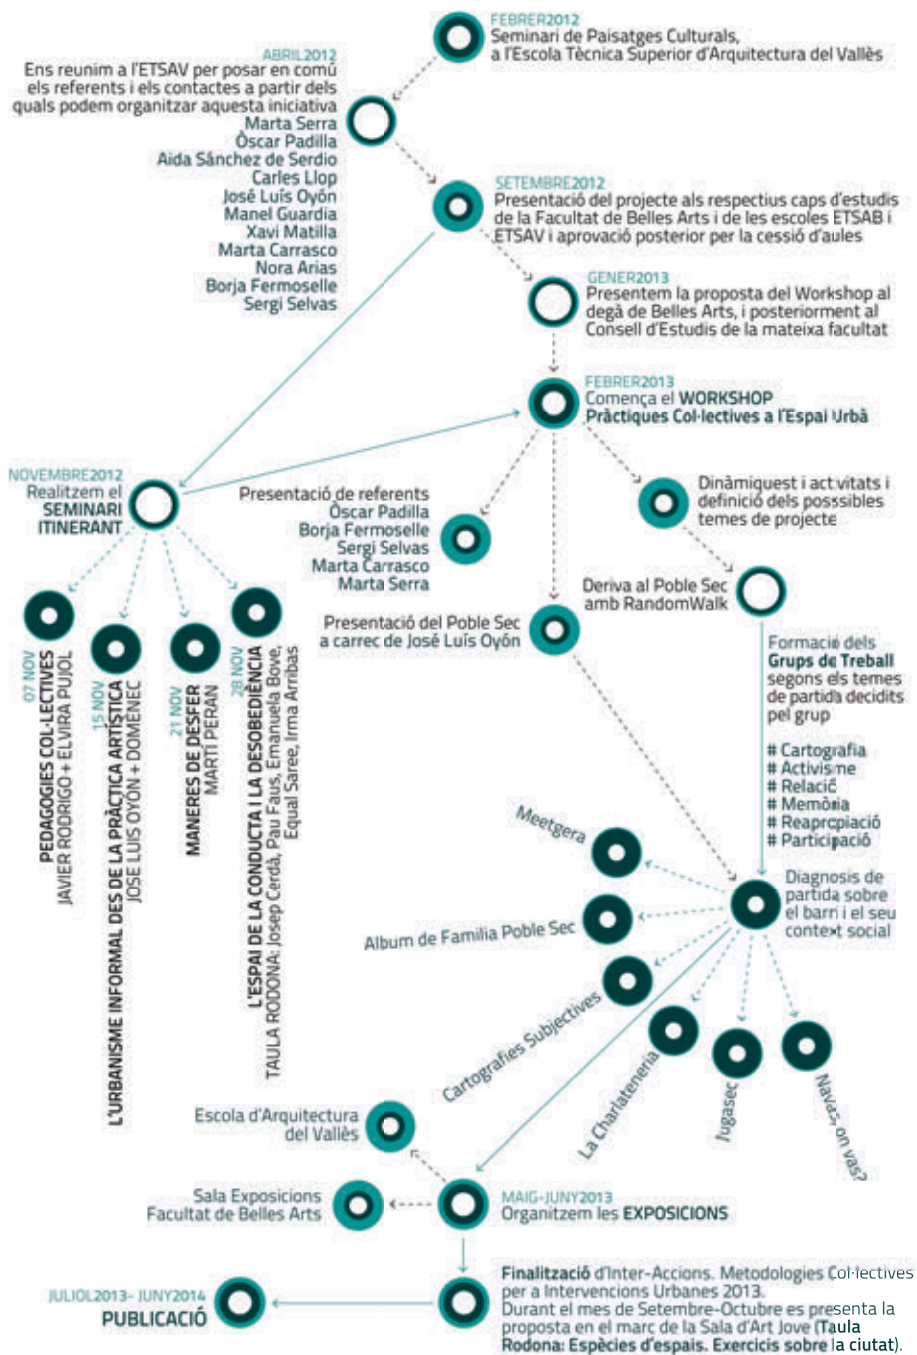 FEBRER2012
Seminari de Paisatges Culturals,
a l'Escola Tècnica Superior d'Arquitectura del Vallès
ABRIL2012
Ens reunim a l'ETSAV per posar en comú
els referents i els contactes a partir dels
quals podem organitzar aquesta iniciativa
Marta Serra
Òscar Padilla
Aida Sánchez de Serdio
Carles Llop
José Luís Oyón
Manel Guardia
Xavi Matilla
Marta Carrasco
Nora Arias
Borja Fermoselle
Sergi Selvas
SETEMBRE2012
Presentació del projecte als respectius caps d'estudis
de la Facultat de Belles Arts i de les escoles ETSAB i
ETSAV i aprovació posterior per la cessió d'aules
GENER2013
Presentem la proposta del Workshop al
degà de Belles Arts, i posteriorment al
Consell d'Estudis de la mateixa facultat
FEBRER2013
Comença el WORKSHOP
Pràctiques Col·lectives a l'Espai Urbà
NOVEMBRE2012
Realitzem el
SEMINARI
ITINERANT
Presentació de referents
Òscar Padilla
Borja Fermoselle
Sergi Selvas
Marta Carrasco
Marta Serra
Dinàmiquest i activitats i
definició dels posssibles
temes de projecte
Deriva al Poble Sec
amb RandomWalk
Presentació del Poble Sec
a carrec de José Luís Oyón
07 NOV
PEDAGOGIES COL·LECTIVES
JAVIER RODRIGO + ELVIRA PUJOL
15 NOV
L'URBANISME INFORMAL DES DE LA PRÀCTICA ARTÍSTICA
JOSE LUIS OYON + DOMÈNEC
21 NOV
MANERES DE DESFER
MARTÍ PERAN
28 NOV
L'ESPAI DE LA CONDUCTA I LA DESOBEDIÈNCIA
TAULA RODONA: Josep Cerdà, Pau Faus, Emanuela Bove,
Equal Saree, Irma Arribas
Formació dels
Grups de Treball
segons els temes
de partida decidits
pel grup
# Cartografia
# Activisme
# Relació
# Memòria
# Reapropiació
# Participació
Diagnosis de
partida sobre
el barri i el seu
context social
Meetgera
Album de Familia Poble Sec
Cartografies Subjectives
La Charlateneria
Jugasec
Navas, on vas?
Escola d'Arquitectura
del Vallès
Sala Exposicions
Facultat de Belles Arts
MAIG-JUNY2013
Organitzem les EXPOSICIONS
JULIOL2013- JUNY2014
PUBLICACIÓ
Finalització d'Inter-Accions. Metodologies Col·lectives
per a Intervencions Urbanes 2013.
Durant el mes de Setembre-Octubre es presenta la
proposta en el marc de la Sala d'Art Jove (Taula
Rodona: Espècies d'espais. Exercicis sobre la ciutat).